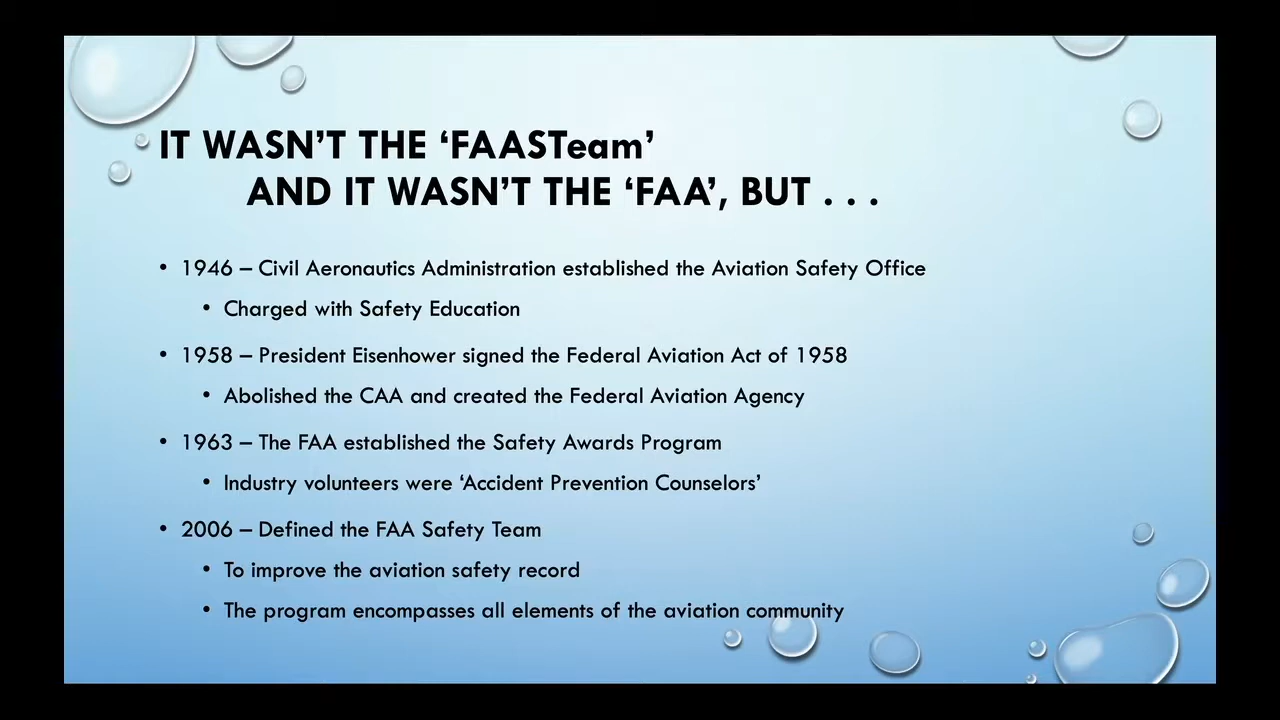 IT WASN'T THE ‘FAASTeam’
AND IT WASN'T THE ‘FAA’, BUT . . .
• 1946 – Civil Aeronautics Administration established the Aviation Safety Office
• Charged with Safety Education
• 1958 – President Eisenhower signed the Federal Aviation Act of 1958
• Abolished the CAA and created the Federal Aviation Agency
• 1963 – The FAA established the Safety Awards Program
• Industry volunteers were ‘Accident Prevention Counselors’
• 2006 – Defined the FAA Safety Team
• To improve the aviation safety record
• The program encompasses all elements of the aviation community